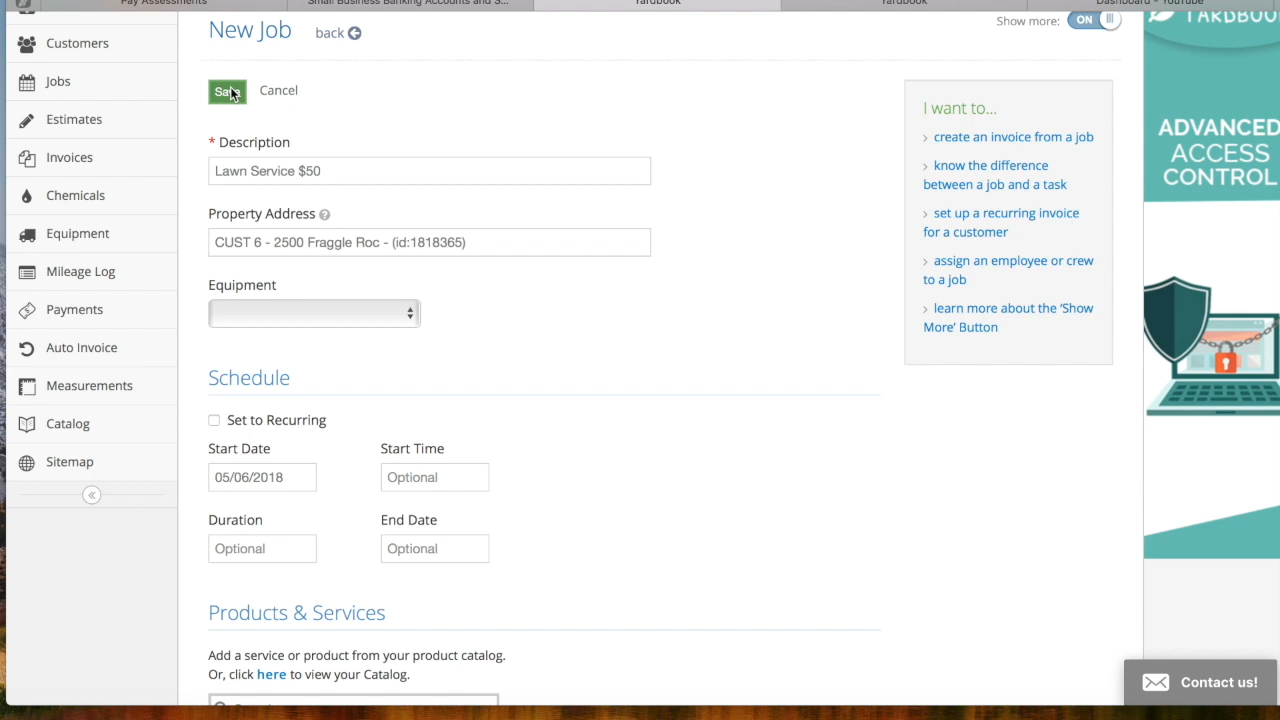 Pay Assessments
Small Business Banking Accounts and S...
Yardbook
Yardbook
Dashboard - YouTube
Customers
Jobs
Estimates
Invoices
Chemicals
Equipment
Mileage Log
Payments
Auto Invoice
Measurements
Catalog
Sitemap
New Job
back
Show more:
ON
Save
Cancel
* Description
Lawn Service $50
Property Address
CUST 6 - 2500 Fraggle Roc - (id:1818365)
Equipment
Schedule
Set to Recurring
Start Date
Start Time
05/06/2018
Optional
Duration
End Date
Optional
Optional
Products & Services
Add a service or product from your product catalog.
Or, click here to view your Catalog.
I want to...
create an invoice from a job
know the difference
between a job and a task
set up a recurring invoice
for a customer
assign an employee or crew
to a job
learn more about the ‘Show
More’ Button
YARDBOO
ADVANCED
ACCESS
CONTROL
Contact us!